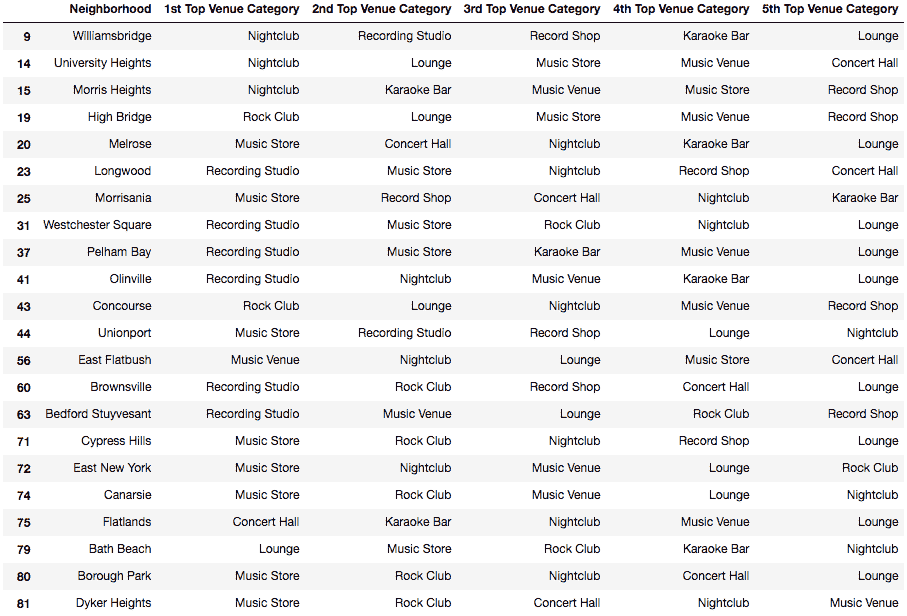 Neighborhood 1st Top Venue Category 2nd Top Venue Category 3rd Top Venue Category 4th Top Venue Category 5th Top Venue Category
9 Williamsbridge Nightclub Recording Studio Record Shop Karaoke Bar Lounge
14 University Heights Nightclub Lounge Music Store Music Venue Concert Hall
15 Morris Heights Nightclub Karaoke Bar Music Venue Music Store Record Shop
19 High Bridge Rock Club Lounge Music Store Music Venue Record Shop
20 Melrose Music Store Concert Hall Nightclub Karaoke Bar Lounge
23 Longwood Recording Studio Music Store Nightclub Record Shop Concert Hall
25 Morrisania Music Store Record Shop Concert Hall Nightclub Karaoke Bar
31 Westchester Square Recording Studio Music Store Rock Club Nightclub Lounge
37 Pelham Bay Recording Studio Music Store Karaoke Bar Music Venue Lounge
41 Olinville Recording Studio Nightclub Music Venue Karaoke Bar Lounge
43 Concourse Rock Club Lounge Nightclub Music Venue Record Shop
44 Unionport Music Store Recording Studio Record Shop Lounge Nightclub
56 East Flatbush Music Venue Nightclub Lounge Music Store Concert Hall
60 Brownsville Recording Studio Rock Club Record Shop Concert Hall Lounge
63 Bedford Stuyvesant Recording Studio Music Venue Lounge Rock Club Record Shop
71 Cypress Hills Music Store Rock Club Nightclub Record Shop Lounge
72 East New York Music Store Nightclub Music Venue Lounge Rock Club
74 Canarsie Music Store Rock Club Music Venue Lounge Nightclub
75 Flatlands Concert Hall Karaoke Bar Nightclub Music Venue Lounge
79 Bath Beach Lounge Music Store Rock Club Karaoke Bar Nightclub
80 Borough Park Music Store Rock Club Nightclub Concert Hall Lounge
81 Dyker Heights Music Store Rock Club Concert Hall Nightclub Music Venue